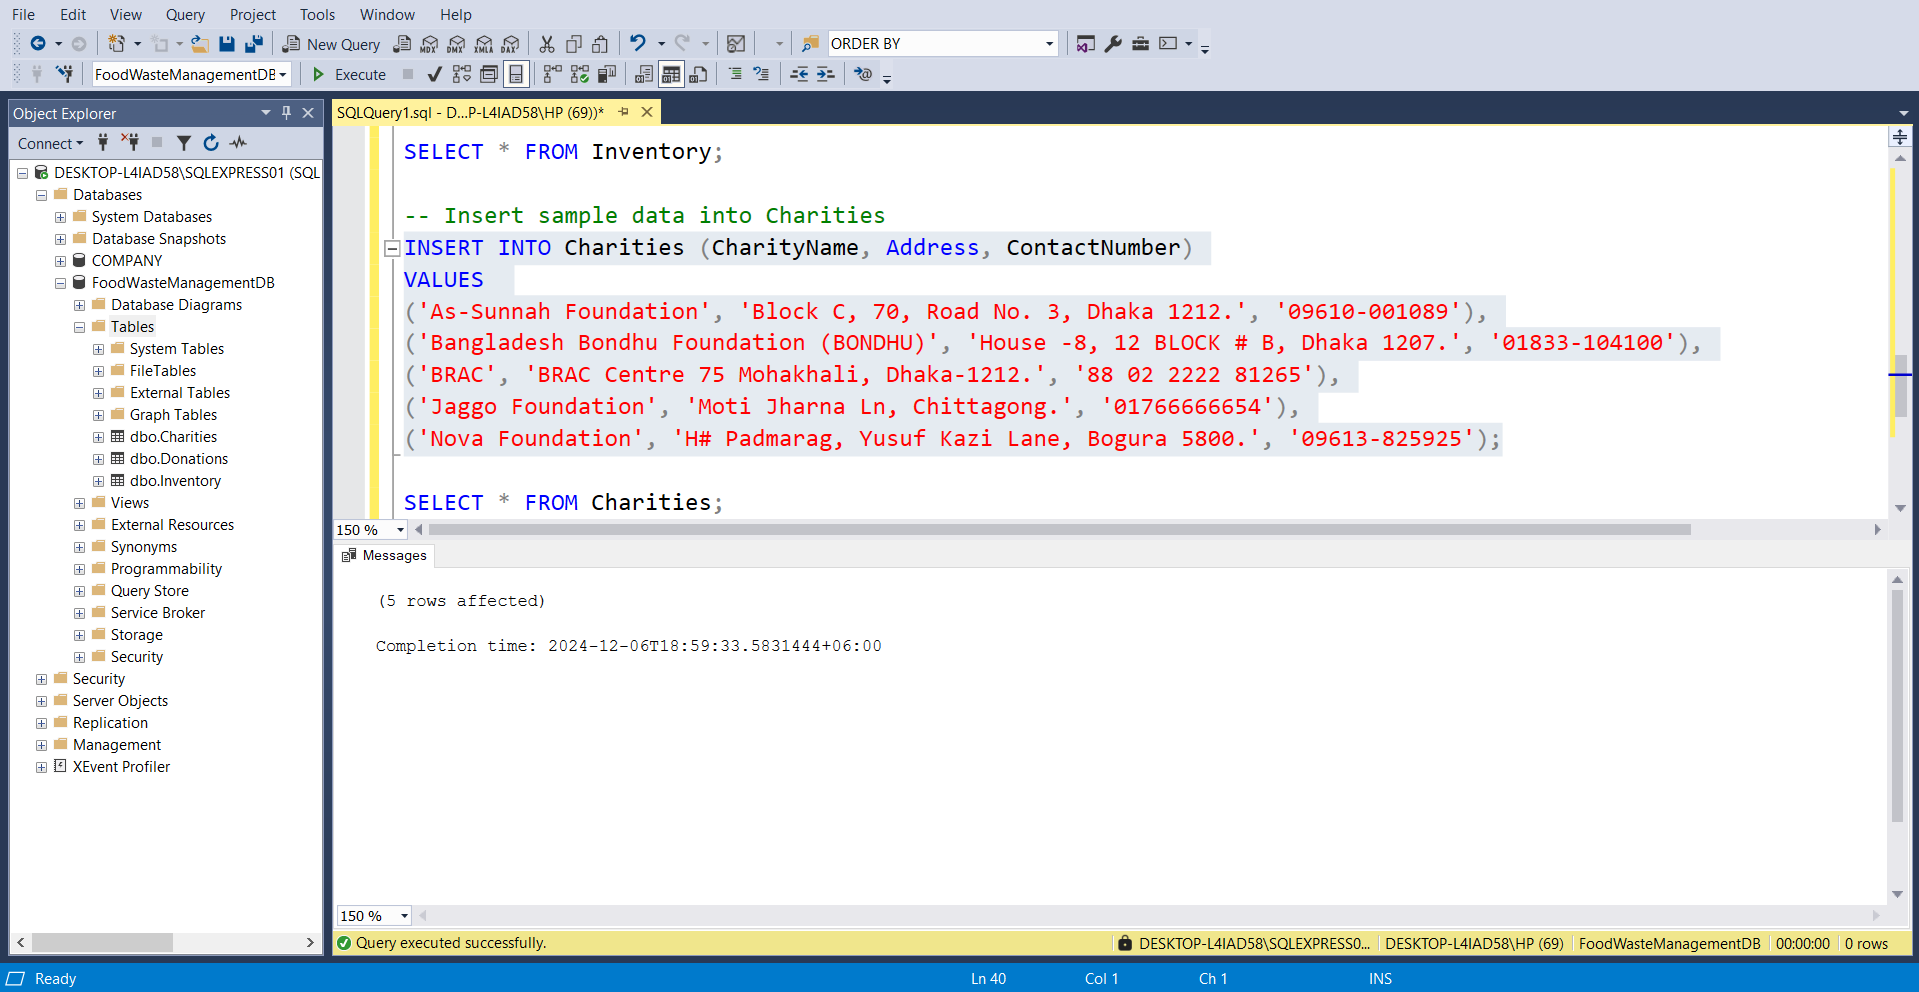 File Edit View Query Project Tools Window Help
New Query MDX DMX XMLA DAX ORDER BY
FoodWasteManagementDB Execute
Object Explorer
Connect
DESKTOP-L4IAD58\SQLEXPRESS01 (SQL
Databases
System Databases
Database Snapshots
COMPANY
FoodWasteManagementDB
Database Diagrams
Tables
System Tables
FileTables
External Tables
Graph Tables
dbo.Charities
dbo.Donations
dbo.Inventory
Views
External Resources
Synonyms
Programmability
Query Store
Service Broker
Storage
Security
Security
Server Objects
Replication
Management
XEvent Profiler
SQLQuery1.sql - D...P-L4IAD58\HP (69))*
SELECT * FROM Inventory;
-- Insert sample data into Charities
INSERT INTO Charities (CharityName, Address, ContactNumber)
VALUES
('As-Sunnah Foundation', 'Block C, 70, Road No. 3, Dhaka 1212.', '09610-001089'),
('Bangladesh Bondhu Foundation (BONDHU)', 'House -8, 12 BLOCK # B, Dhaka 1207.', '01833-104100'),
('BRAC', 'BRAC Centre 75 Mohakhali, Dhaka-1212.', '88 02 2222 81265'),
('Jaggo Foundation', 'Moti Jharna Ln, Chittagong.', '01766666654'),
('Nova Foundation', 'H# Padmarag, Yusuf Kazi Lane, Bogura 5800.', '09613-825925');
SELECT * FROM Charities;
150 %
Messages
(5 rows affected)
Completion time: 2024-12-06T18:59:33.5831444+06:00
150 %
Query executed successfully. DESKTOP-L4IAD58\SQLEXPRESS0... DESKTOP-L4IAD58\HP (69) FoodWasteManagementDB 00:00:00 0 rows
Ready Ln 40 Col 1 Ch 1 INS